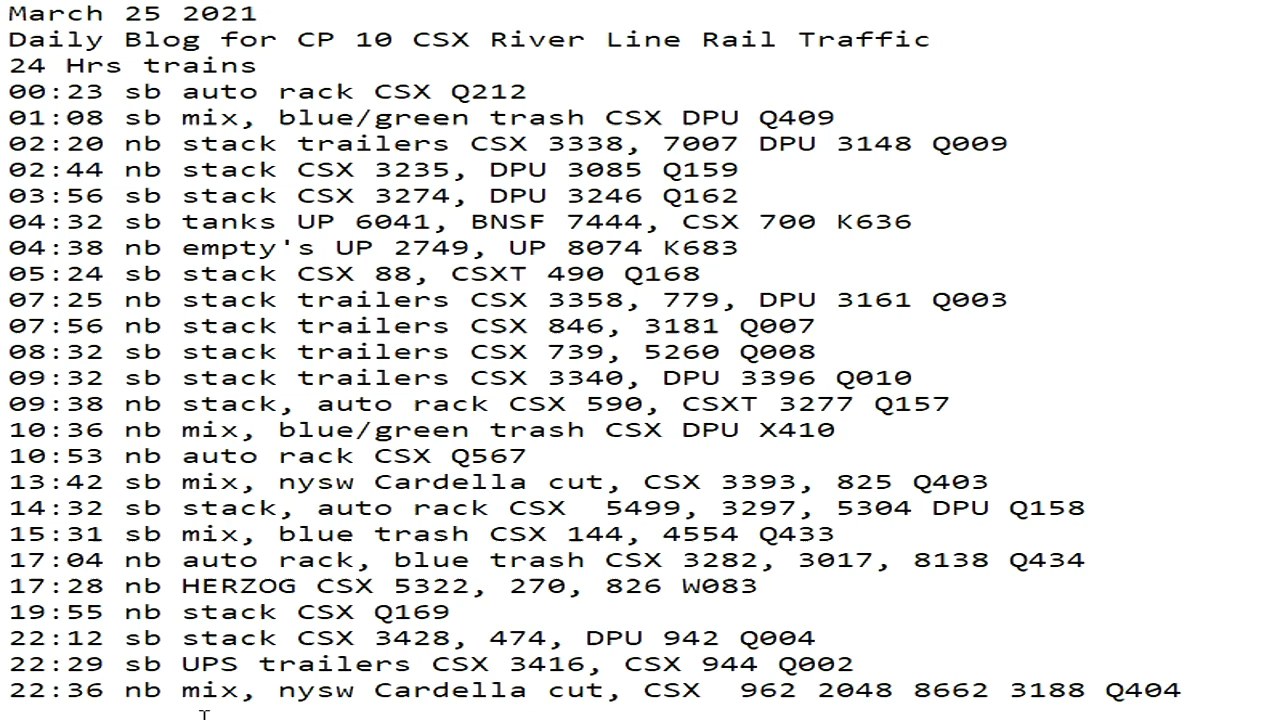 March 25 2021
Daily Blog for CP 10 CSX River Line Rail Traffic
24 Hrs trains
00:23 sb auto rack CSX Q212
01:08 sb mix, blue/green trash CSX DPU Q409
02:20 nb stack trailers CSX 3338, 7007 DPU 3148 Q009
02:44 nb stack CSX 3235, DPU 3085 Q159
03:56 sb stack CSX 3274, DPU 3246 Q162
04:32 sb tanks UP 6041, BNSF 7444, CSX 700 K636
04:38 nb empty's UP 2749, UP 8074 K683
05:24 sb stack CSX 88, CSXT 490 Q168
07:25 nb stack trailers CSX 3358, 779, DPU 3161 Q003
07:56 nb stack trailers CSX 846, 3181 Q007
08:32 sb stack trailers CSX 739, 5260 Q008
09:32 sb stack trailers CSX 3340, DPU 3396 Q010
09:38 nb stack, auto rack CSX 590, CSXT 3277 Q157
10:36 nb mix, blue/green trash CSX DPU X410
10:53 nb auto rack CSX Q567
13:42 sb mix, nysw Cardella cut, CSX 3393, 825 Q403
14:32 sb stack, auto rack CSX  5499, 3297, 5304 DPU Q158
15:31 sb mix, blue trash CSX 144, 4554 Q433
17:04 nb auto rack, blue trash CSX 3282, 3017, 8138 Q434
17:28 nb HERZOG CSX 5322, 270, 826 W083
19:55 nb stack CSX Q169
22:12 sb stack CSX 3428, 474, DPU 942 Q004
22:29 sb UPS trailers CSX 3416, CSX 944 Q002
22:36 nb mix, nysw Cardella cut, CSX  962 2048 8662 3188 Q404